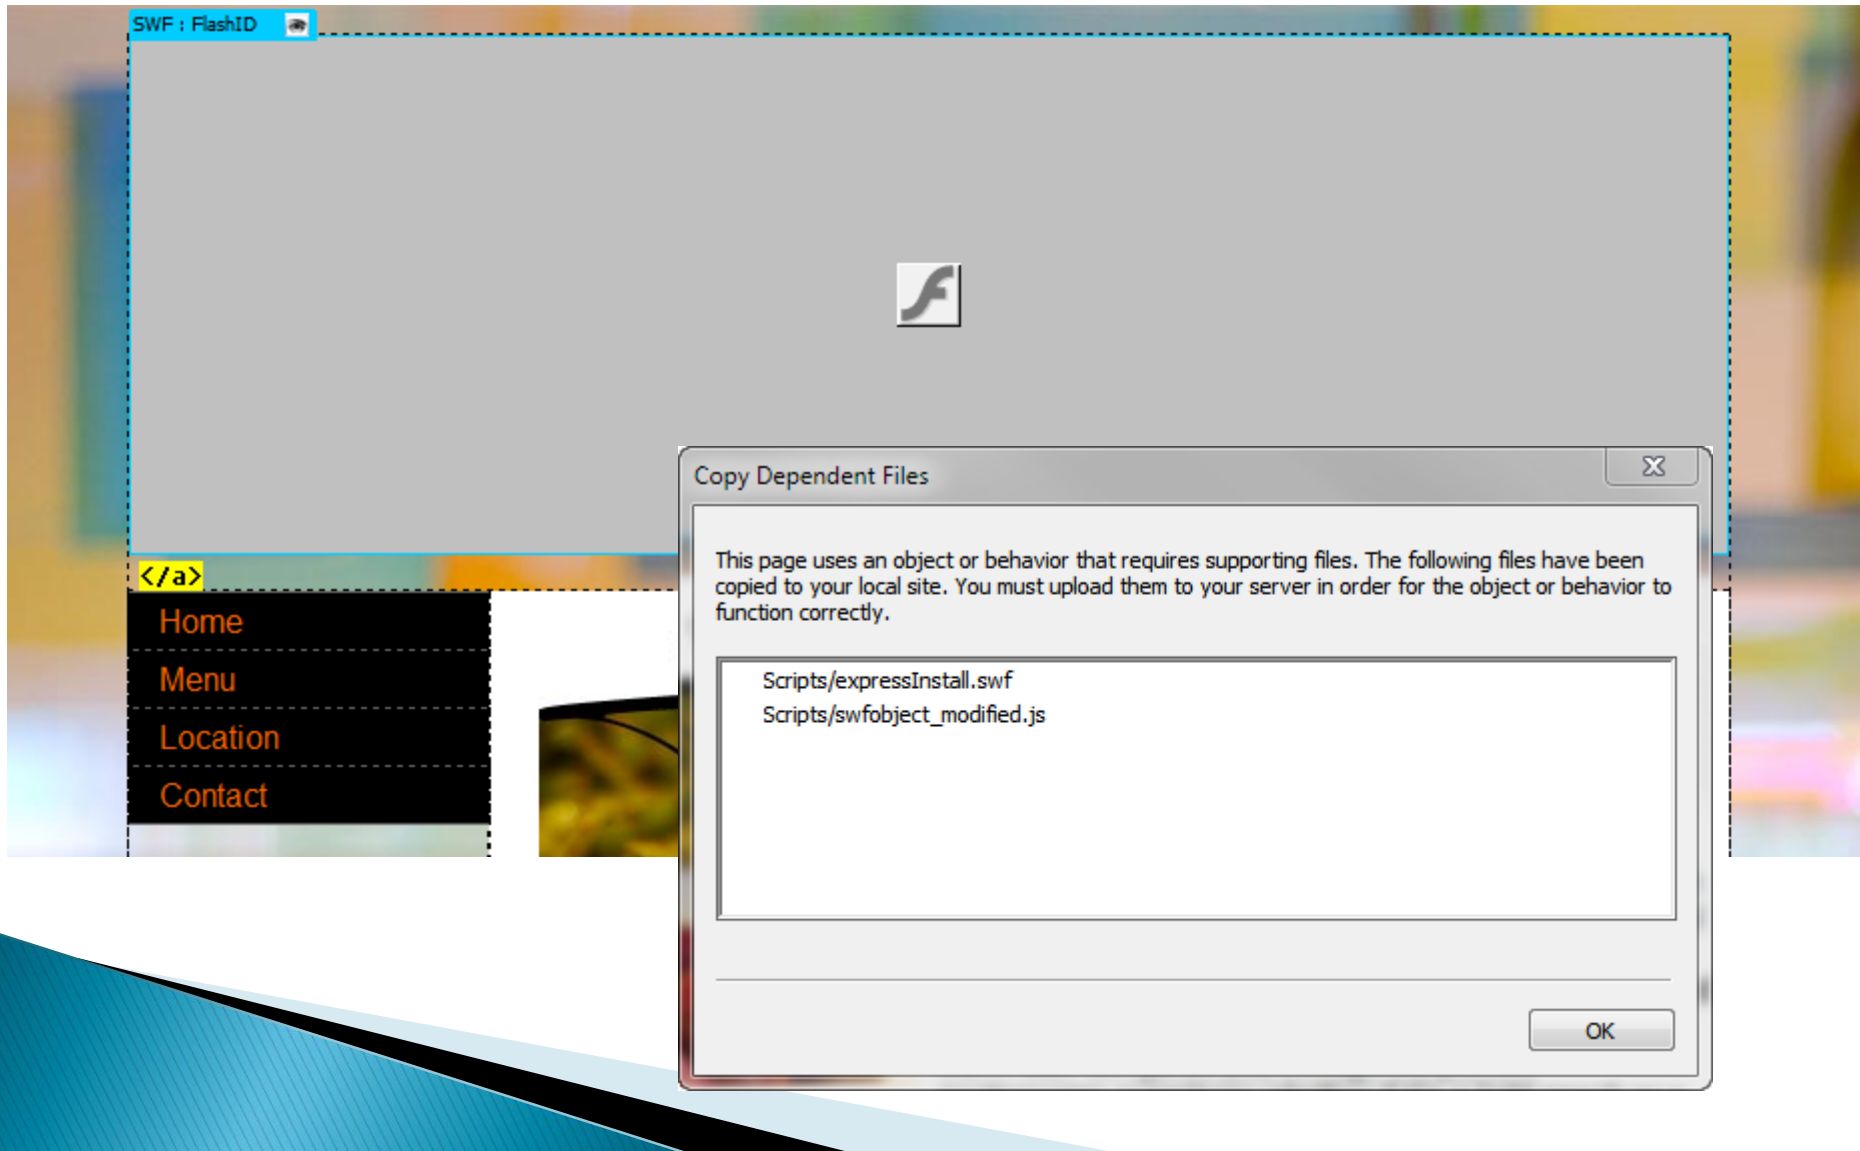 SWF : FlashID
</a>
Home
Menu
Location
Contact
Copy Dependent Files
This page uses an object or behavior that requires supporting files. The following files have been
copied to your local site. You must upload them to your server in order for the object or behavior to
function correctly.
Scripts/expressInstall.swf
Scripts/swfobject_modified.js
OK